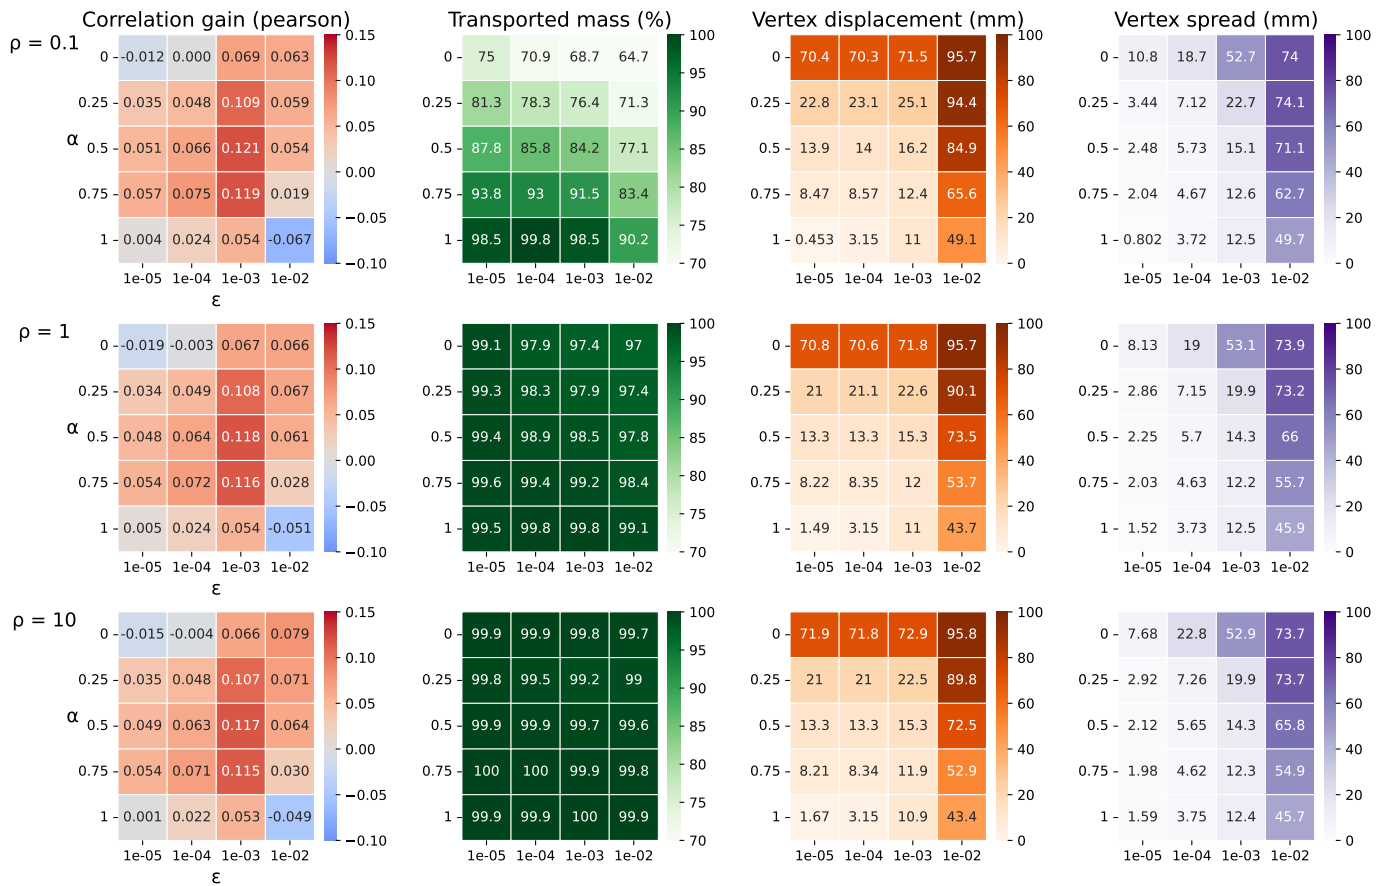 Correlation gain (pearson) Transported mass (%) Vertex displacement (mm) Vertex spread (mm)
ρ = 0.1
0 -0.012 0.000 0.069 0.063 0.15 0 75 70.9 68.7 64.7 100 0 70.4 70.3 71.5 95.7 100 0 10.8 18.7 52.7 74 100
0.25 0.035 0.048 0.109 0.059 0.10 0.25 81.3 78.3 76.4 71.3 95 0.25 22.8 23.1 25.1 94.4 80 0.25 3.44 7.12 22.7 74.1 80
α 0.5 0.051 0.066 0.121 0.054 0.05 0.5 87.8 85.8 84.2 77.1 90 85 0.5 13.9 14 16.2 84.9 60 0.5 2.48 5.73 15.1 71.1 60
0.75 0.057 0.075 0.119 0.019 0.00 0.75 93.8 93 91.5 83.4 80 0.75 8.47 8.57 12.4 65.6 40 0.75 2.04 4.67 12.6 62.7 40
1 0.004 0.024 0.054 -0.067 −0.05 1 98.5 99.8 98.5 90.2 75 1 0.453 3.15 11 49.1 20 1 0.802 3.72 12.5 49.7 20
−0.10 70 0 0
1e-05 1e-04 1e-03 1e-02 1e-05 1e-04 1e-03 1e-02 1e-05 1e-04 1e-03 1e-02 1e-05 1e-04 1e-03 1e-02
ε
ρ = 1
0 -0.019 -0.003 0.067 0.066 0.15 0 99.1 97.9 97.4 97 100 0 70.8 70.6 71.8 95.7 100 0 8.13 19 53.1 73.9 100
0.25 0.034 0.049 0.108 0.067 0.10 0.25 99.3 98.3 97.9 97.4 95 0.25 21 21.1 22.6 90.1 80 0.25 2.86 7.15 19.9 73.2 80
α 0.5 0.048 0.064 0.118 0.061 0.05 0.5 99.4 98.9 98.5 97.8 90 85 0.5 13.3 13.3 15.3 73.5 60 0.5 2.25 5.7 14.3 66 60
0.75 0.054 0.072 0.116 0.028 0.00 0.75 99.6 99.4 99.2 98.4 80 0.75 8.22 8.35 12 53.7 40 0.75 2.03 4.63 12.2 55.7 40
1 0.005 0.024 0.054 -0.051 −0.05 1 99.5 99.8 99.8 99.1 75 1 1.49 3.15 11 43.7 20 1 1.52 3.73 12.5 45.9 20
−0.10 70 0 0
1e-05 1e-04 1e-03 1e-02 1e-05 1e-04 1e-03 1e-02 1e-05 1e-04 1e-03 1e-02 1e-05 1e-04 1e-03 1e-02
ε
ρ = 10
0 -0.015 -0.004 0.066 0.079 0.15 0 99.9 99.9 99.8 99.7 100 0 71.9 71.8 72.9 95.8 100 0 7.68 22.8 52.9 73.7 100
0.25 0.035 0.048 0.107 0.071 0.10 0.25 99.8 99.5 99.2 99 95 0.25 21 21 22.5 89.8 80 0.25 2.92 7.26 19.9 73.7 80
α 0.5 0.049 0.063 0.117 0.064 0.05 0.5 99.9 99.9 99.7 99.6 90 85 0.5 13.3 13.3 15.3 72.5 60 0.5 2.12 5.65 14.3 65.8 60
0.75 0.054 0.071 0.115 0.030 0.00 0.75 100 100 99.9 99.8 80 0.75 8.21 8.34 11.9 52.9 40 0.75 1.98 4.62 12.3 54.9 40
1 0.001 0.022 0.053 -0.049 −0.05 1 99.9 99.9 100 99.9 75 1 1.67 3.15 10.9 43.4 20 1 1.59 3.75 12.4 45.7 20
−0.10 70 0 0
1e-05 1e-04 1e-03 1e-02 1e-05 1e-04 1e-03 1e-02 1e-05 1e-04 1e-03 1e-02 1e-05 1e-04 1e-03 1e-02
ε